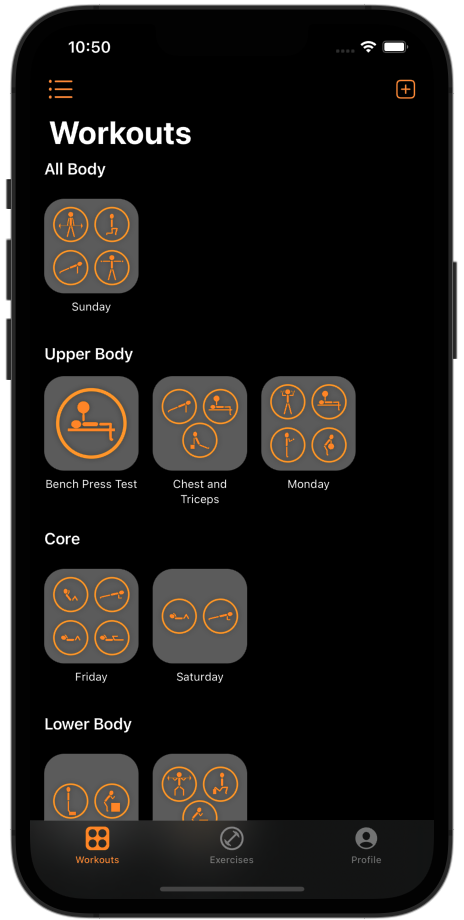 10:50
Workouts
All Body
Sunday
Upper Body
Bench Press Test
Chest and
Triceps
Monday
Core
Friday
Saturday
Lower Body
Workouts
Exercises
Profile